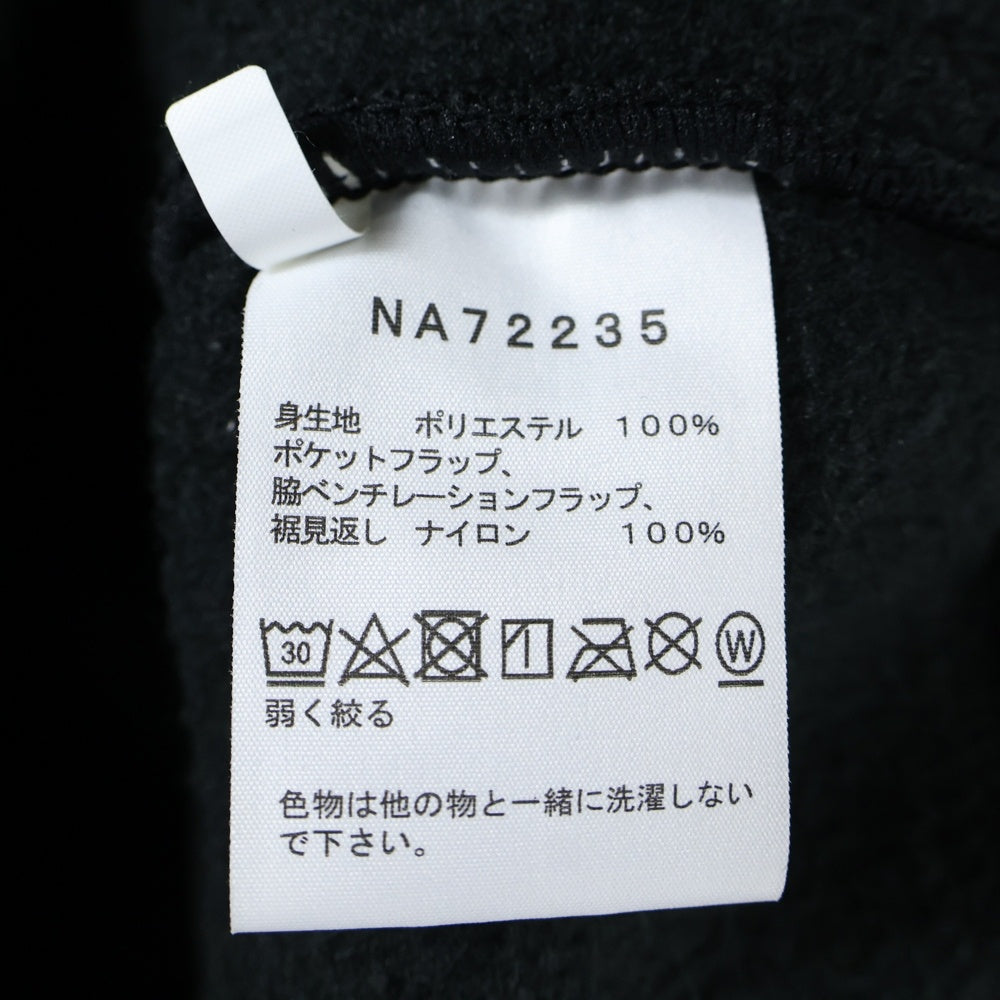 NA72235
身生地 ポリエステル 100%
ポケットフラップ、
脇ベンチレーションフラップ、
裾見返し ナイロン 100%
30 W
弱く絞る
色物は他の物と一緒に洗濯しない
で下さい。